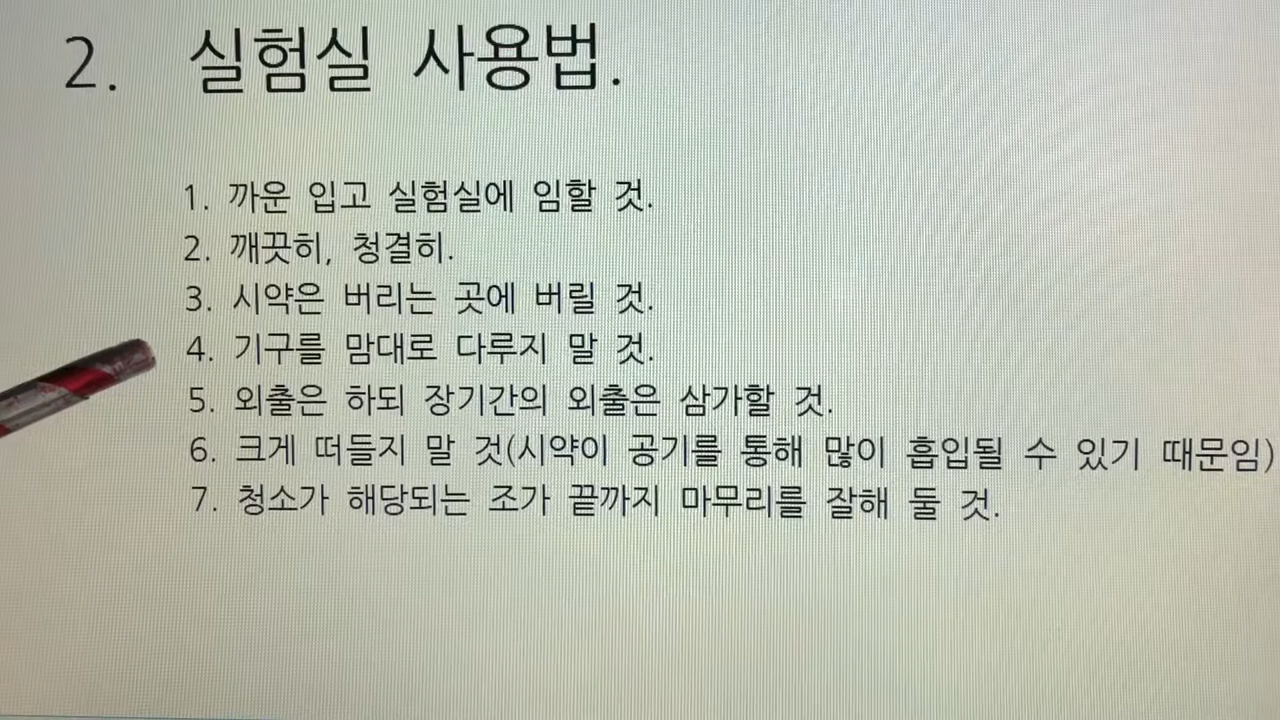 2. 실험실 사용법.
1. 까운 입고 실험실에 임할 것.
2. 깨끗히, 청결히.
3. 시약은 버리는 곳에 버릴 것.
4. 기구를 맘대로 다루지 말 것.
5. 외출은 하되 장기간의 외출은 삼가할 것.
6. 크게 떠들지 말 것(시약이 공기를 통해 많이 흡입될 수 있기 때문임)
7. 청소가 해당되는 조가 끝까지 마무리를 잘해 둘 것.